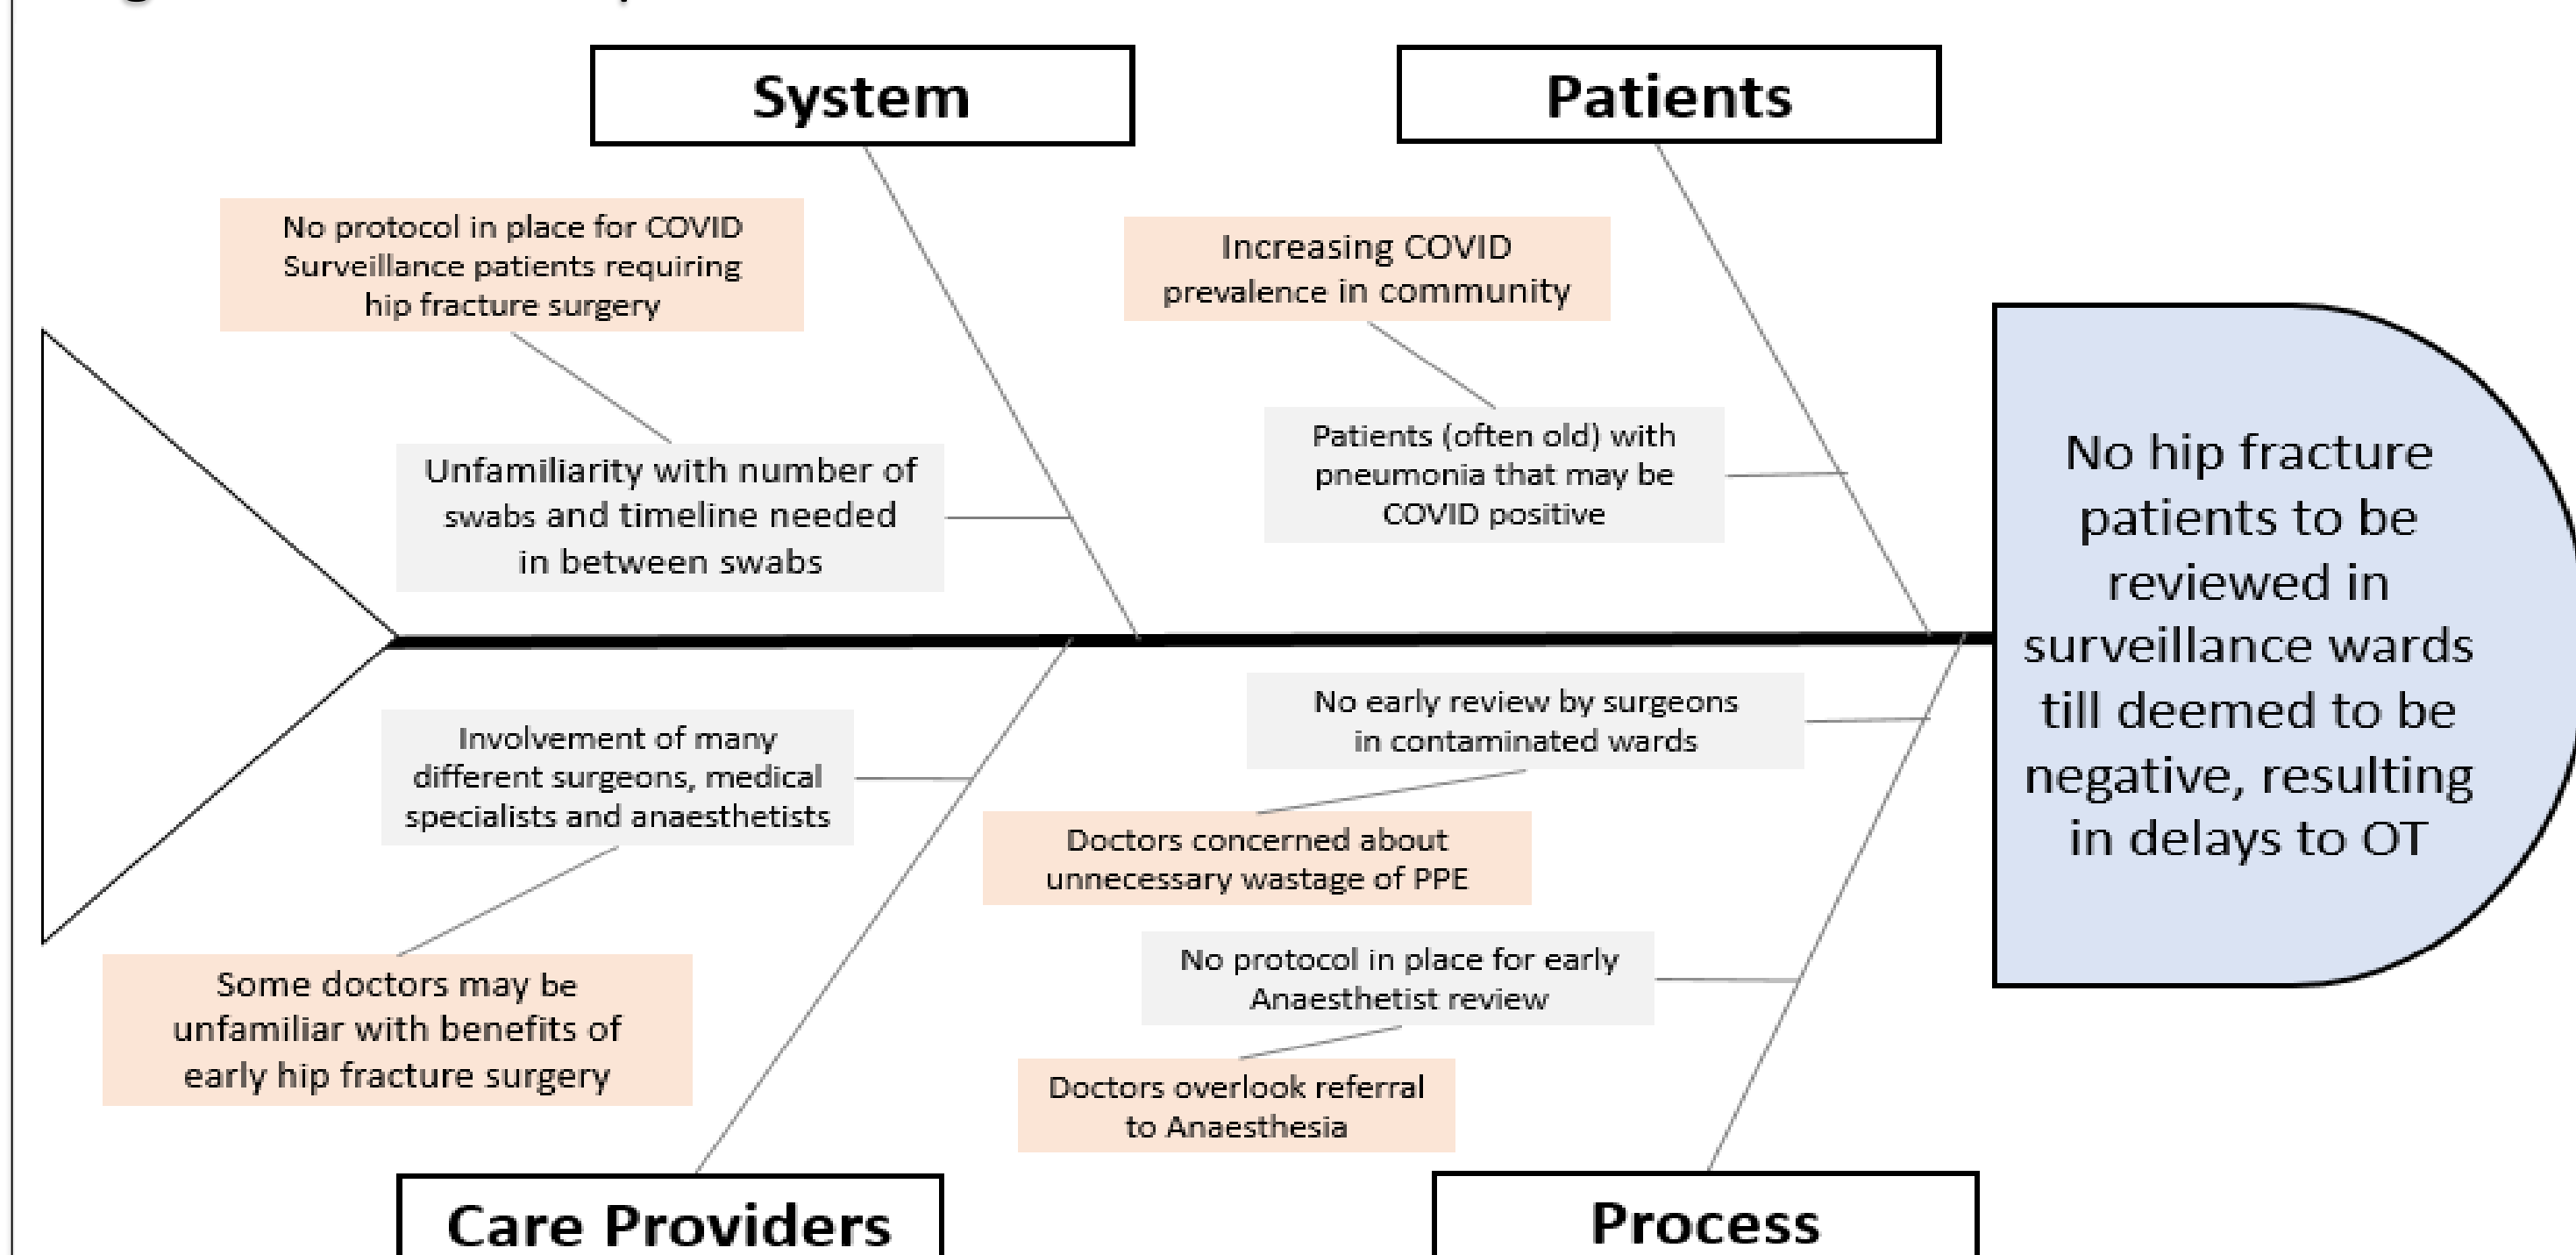 System
Patients
No protocol in place for COVID
Surveillance patients requiring
hip fracture surgery
Increasing COVID
prevalence in community
Unfamiliarity with number of
swabs and timeline needed
in between swabs
Patients (often old) with
pneumonia that may be
COVID positive
No hip fracture
patients to be
reviewed in
surveillance wards
till deemed to be
negative, resulting
in delays to OT
Involvement of many
different surgeons, medical
specialists and anaesthetists
No early review by surgeons
in contaminated wards
Doctors concerned about
unnecessary wastage of PPE
Some doctors may be
unfamiliar with benefits of
early hip fracture surgery
No protocol in place for early
Anaesthetist review
Doctors overlook referral
to Anaesthesia
Care Providers
Process